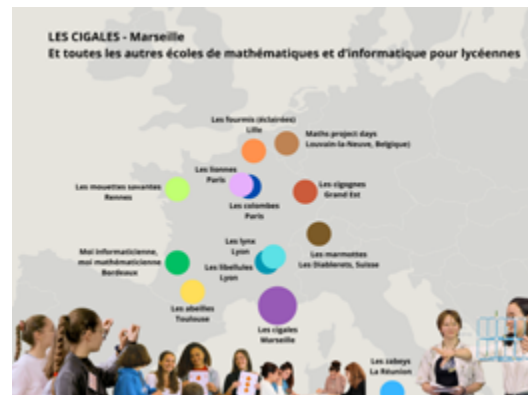 LES CIGALES - Marseille
Et toutes les autres écoles de mathématiques et d'informatique pour lycéennes
Les fourmis (éclairées)
Lille
Maths project days
Louvain-la-Neuve, Belgique)
Les lionnes
Paris
Les mouettes savantes
Rennes
Les cigognes
Grand Est
Les colombes
Paris
Les lynx
Lyon
Moi informaticienne,
moi mathématicienne
Bordeaux
Les libellules
Lyon
Les marmottes
Les Diablerets, Suisse
Les abeilles
Toulouse
Les cigales
Marseille
Les zabeys
La Réunion